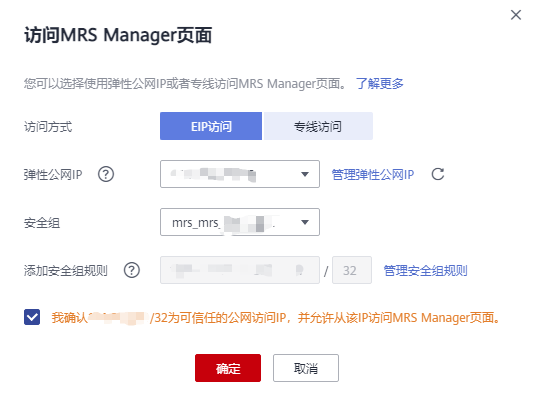 访问MRS Manager页面
您可以选择使用弹性公网IP或者专线访问MRS Manager页面。 了解更多
访问方式 EIP访问 专线访问
弹性公网IP ? 管理弹性公网IP
安全组 mrs_mrs_
添加安全组规则 ? / 32 管理安全组规则
我确认 /32为可信任的公网访问IP，并允许从该IP访问MRS Manager页面。
确定 取消